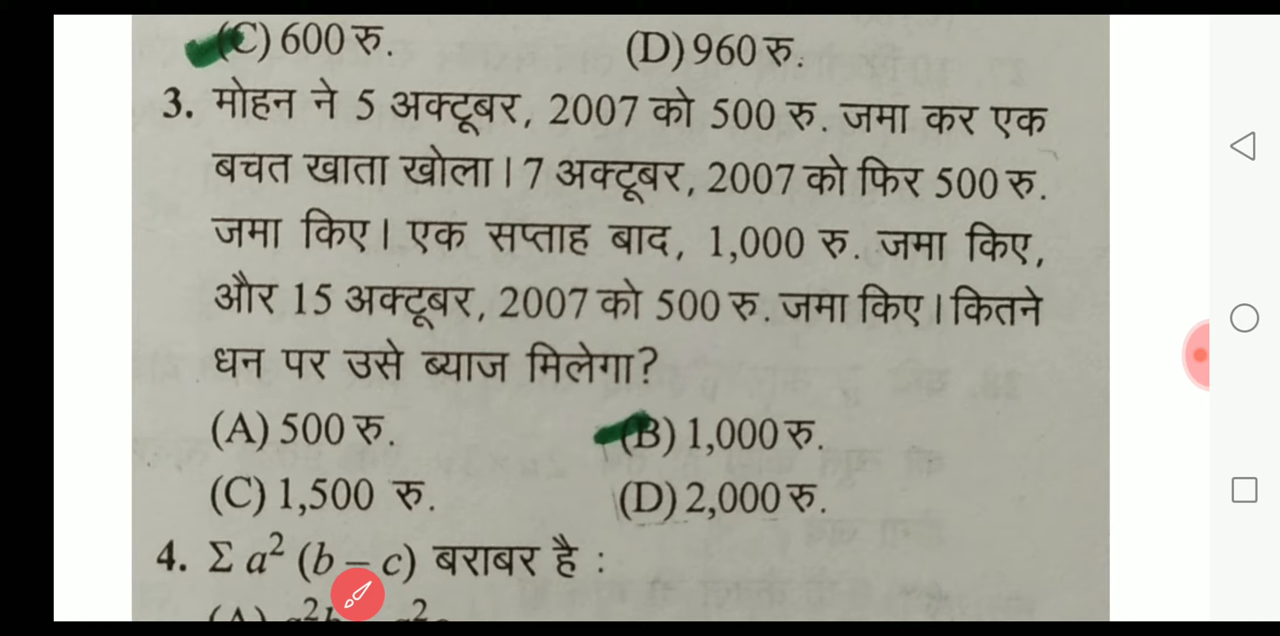 (C) 600 रु. (D) 960 रु.
3. मोहन ने 5 अक्टूबर, 2007 को 500 रु. जमा कर एक
बचत खाता खोला । 7 अक्टूबर, 2007 को फिर 500 रु.
जमा किए । एक सप्ताह बाद, 1,000 रु. जमा किए,
और 15 अक्टूबर, 2007 को 500 रु. जमा किए । कितने
धन पर उसे ब्याज मिलेगा?
(A) 500 रु. (B) 1,000 रु.
(C) 1,500 रु. (D) 2,000 रु.
4. Σ a² (b – c) बराबर है :